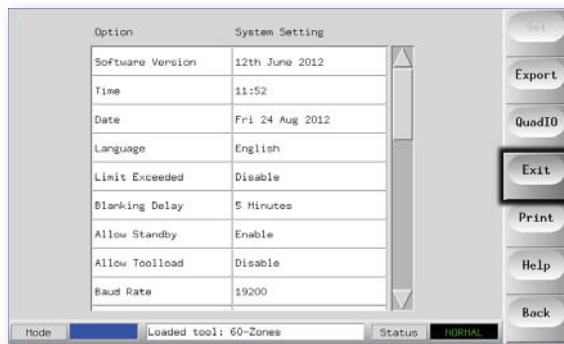 Option System Setting
Software Version 12th June 2012
Time 11:52
Date Fri 24 Aug 2012
Language English
Limit Exceeded Disable
Blanking Delay 5 Minutes
Allow Standby Enable
Allow Toolload Disable
Baud Rate 19200
Set
Export
QuadIO
Exit
Print
Help
Back
Mode Loaded tool: 60-Zones Status NORMAL